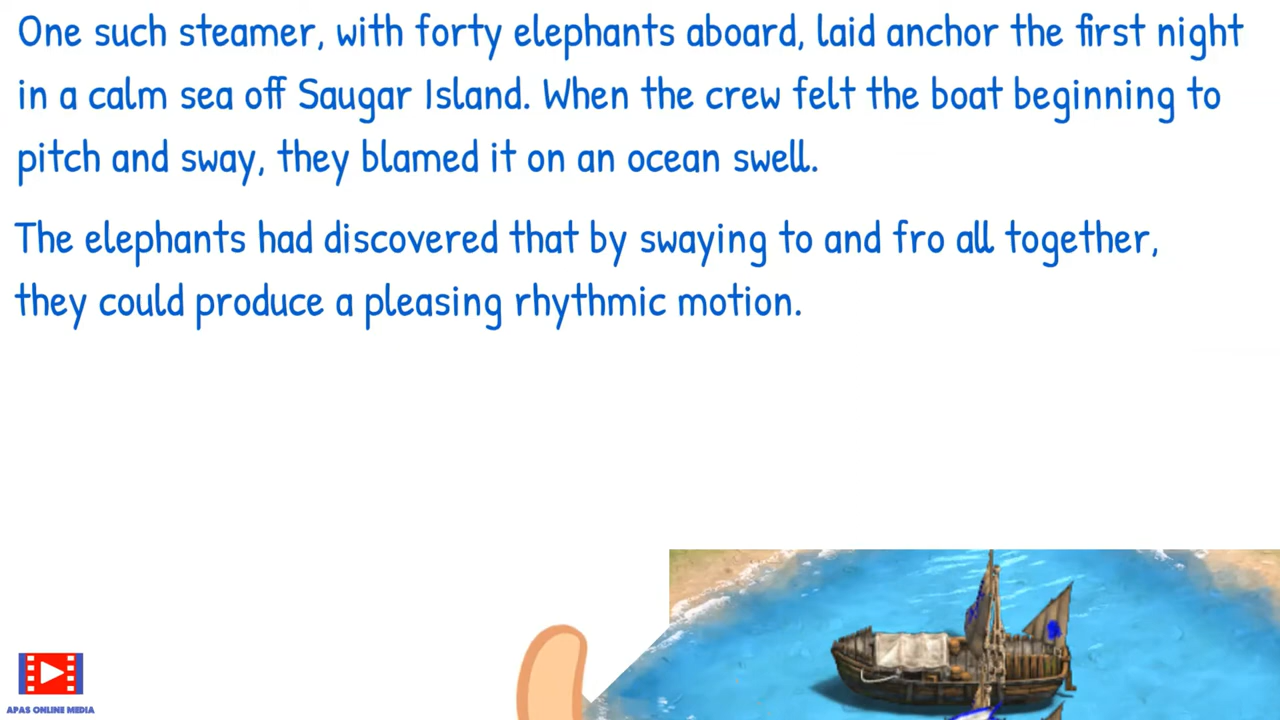 One such steamer, with forty elephants aboard, laid anchor the first night
in a calm sea off Saugar Island. When the crew felt the boat beginning to
pitch and sway, they blamed it on an ocean swell.
The elephants had discovered that by swaying to and fro all together,
they could produce a pleasing rhythmic motion.
APAS ONLINE MEDIA